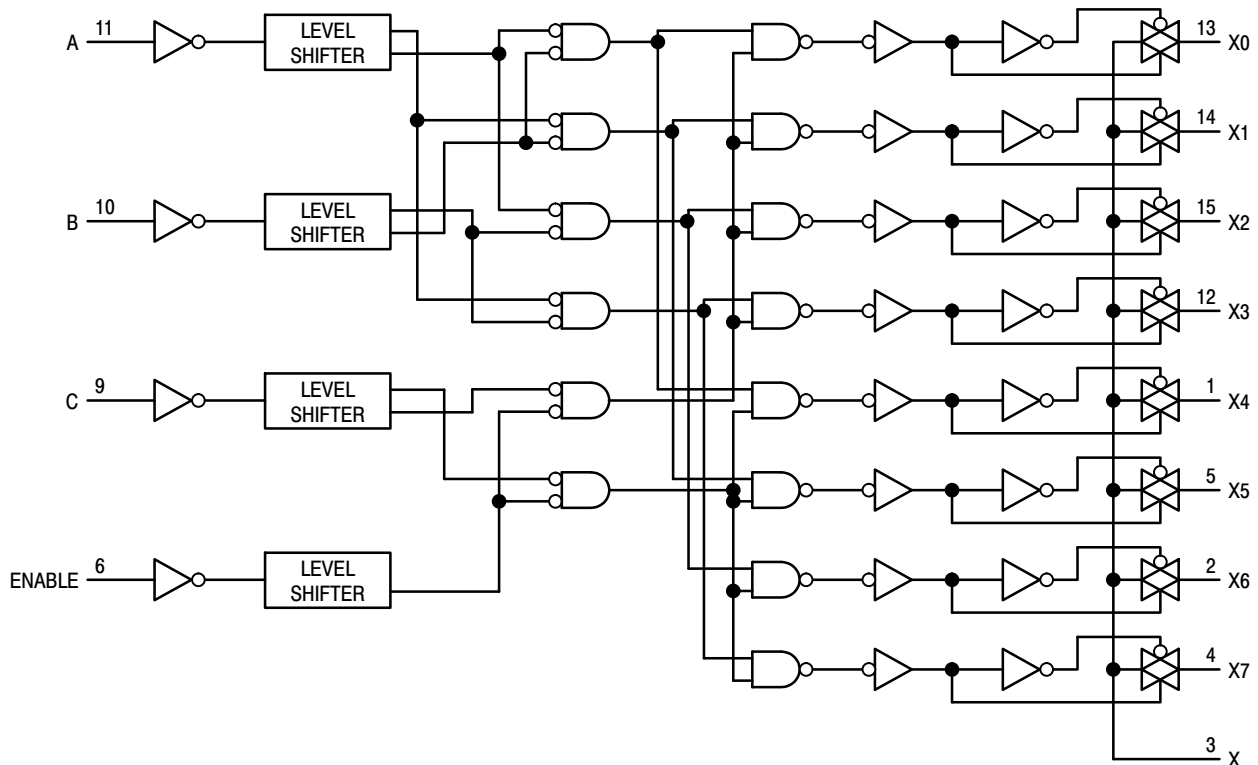 A 11 LEVEL SHIFTER 13 X0
14 X1
B 10 LEVEL SHIFTER 15 X2
12 X3
C 9 LEVEL SHIFTER 1 X4
5 X5
ENABLE 6 LEVEL SHIFTER 2 X6
4 X7
3 X